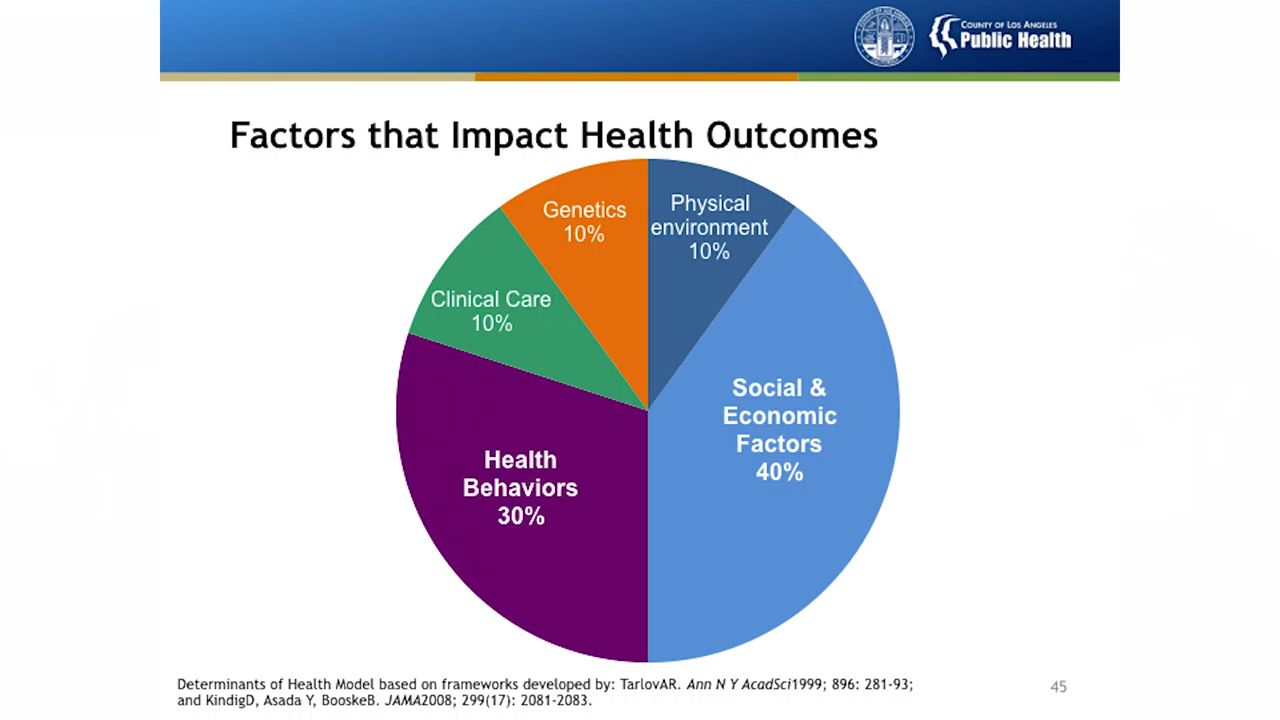 COUNTY OF LOS ANGELES
Public Health
Factors that Impact Health Outcomes
Genetics
10%
Physical
environment
10%
Clinical Care
10%
Social &
Economic
Factors
40%
Health
Behaviors
30%
Determinants of Health Model based on frameworks developed by: TarlovAR. Ann N Y AcadSci1999; 896: 281-93;
and KindigD, Asada Y, BooskeB. JAMA2008; 299(17): 2081-2083.
45